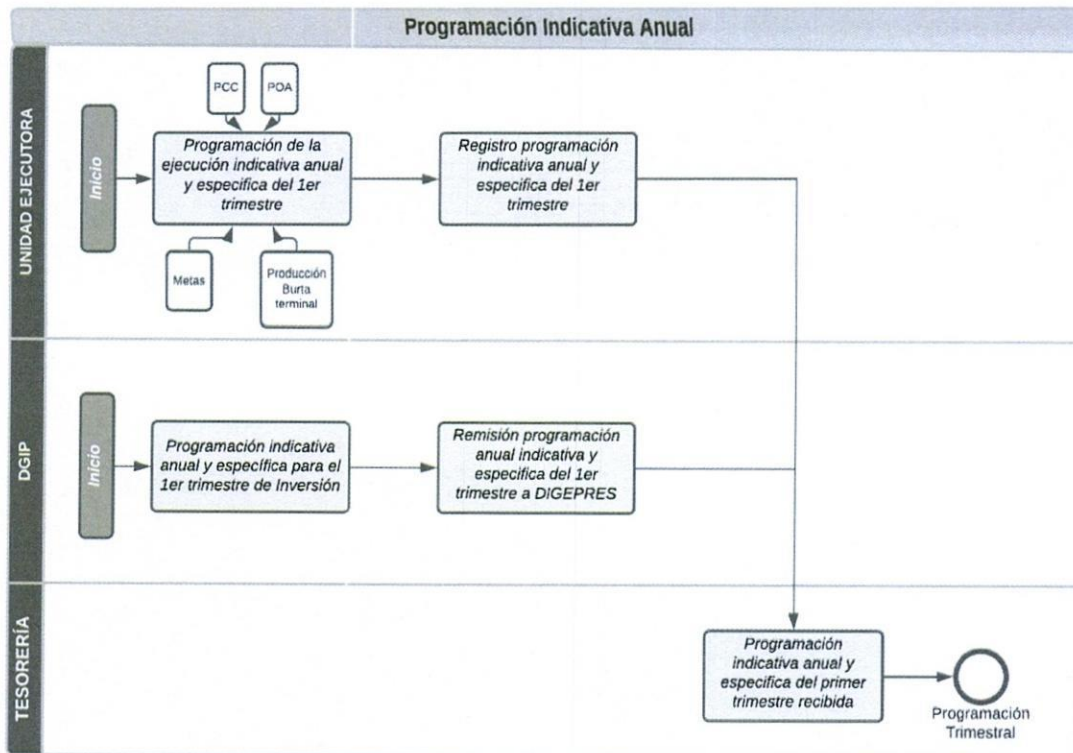 Programación Indicativa Anual
UNIDAD EJECUTORA
Inicio
PCC
POA
Programación de la
ejecución indicativa anual
y especifica del 1er
trimestre
Metas
Producción
Burta
terminal
Registro programación
indicativa anual y
especifica del 1er
trimestre
DGIP
Inicio
Programación indicativa
anual y específica para el
1er trimestre de Inversión
Remisión programación
anual indicativa y
especifica del 1er
trimestre a DIGEPRES
TESORERÍA
Programación
indicativa anual y
especifica del primer
trimestre recibida
Programación
Trimestral